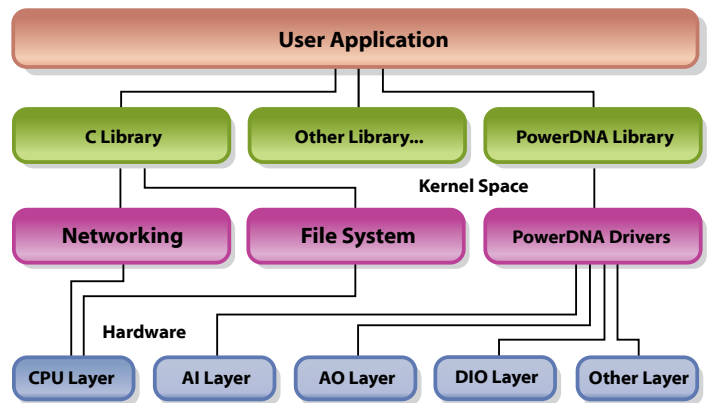 User Application
C Library
Other Library...
PowerDNA Library
Kernel Space
Networking
File System
PowerDNA Drivers
Hardware
CPU Layer
AI Layer
AO Layer
DIO Layer
Other Layer